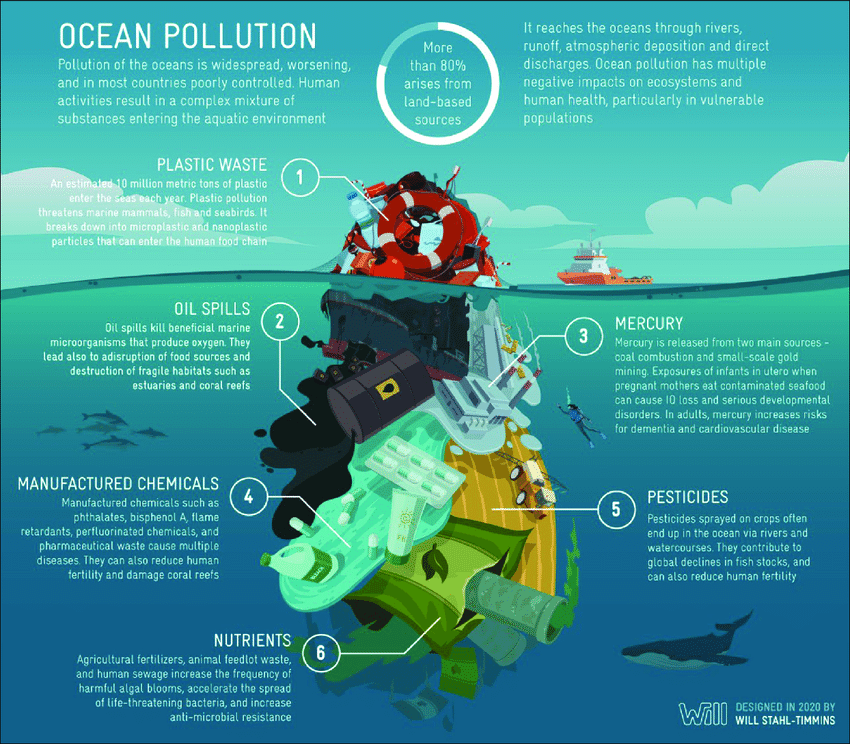 OCEAN POLLUTION
Pollution of the oceans is widespread, worsening,
and in most countries poorly controlled. Human
activities result in a complex mixture of
substances entering the aquatic environment
More
than 80%
arises from
land-based
sources
It reaches the oceans through rivers,
runoff, atmospheric deposition and direct
discharges. Ocean pollution has multiple
negative impacts on ecosystems and
human health, particularly in vulnerable
populations
PLASTIC WASTE
1
An estimated 10 million metric tons of plastic
enter the seas each year. Plastic pollution
threatens marine mammals, fish and seabirds. It
breaks down into microplastic and nanoplastic
particles that can enter the human food chain
OIL SPILLS
2
Oil spills kill beneficial marine
microorganisms that produce oxygen. They
lead also to adisruption of food sources and
destruction of fragile habitats such as
estuaries and coral reefs
3
MERCURY
Mercury is released from two main sources -
coal combustion and small-scale gold
mining. Exposures of infants in utero when
pregnant mothers eat contaminated seafood
can cause IQ loss and serious developmental
disorders. In adults, mercury increases risks
for dementia and cardiovascular disease
MANUFACTURED CHEMICALS
4
Manufactured chemicals such as
phthalates, bisphenol A, flame
retardants, perfluorinated chemicals, and
pharmaceutical waste cause multiple
diseases. They can also reduce human
fertility and damage coral reefs
5
PESTICIDES
Pesticides sprayed on crops often
end up in the ocean via rivers and
watercourses. They contribute to
global declines in fish stocks, and
can also reduce human fertility
NUTRIENTS
6
Agricultural fertilizers, animal feedlot waste,
and human sewage increase the frequency of
harmful algal blooms, accelerate the spread
of life-threatening bacteria, and increase
anti-microbial resistance
Will
DESIGNED IN 2020 BY
WILL STAHL-TIMMINS